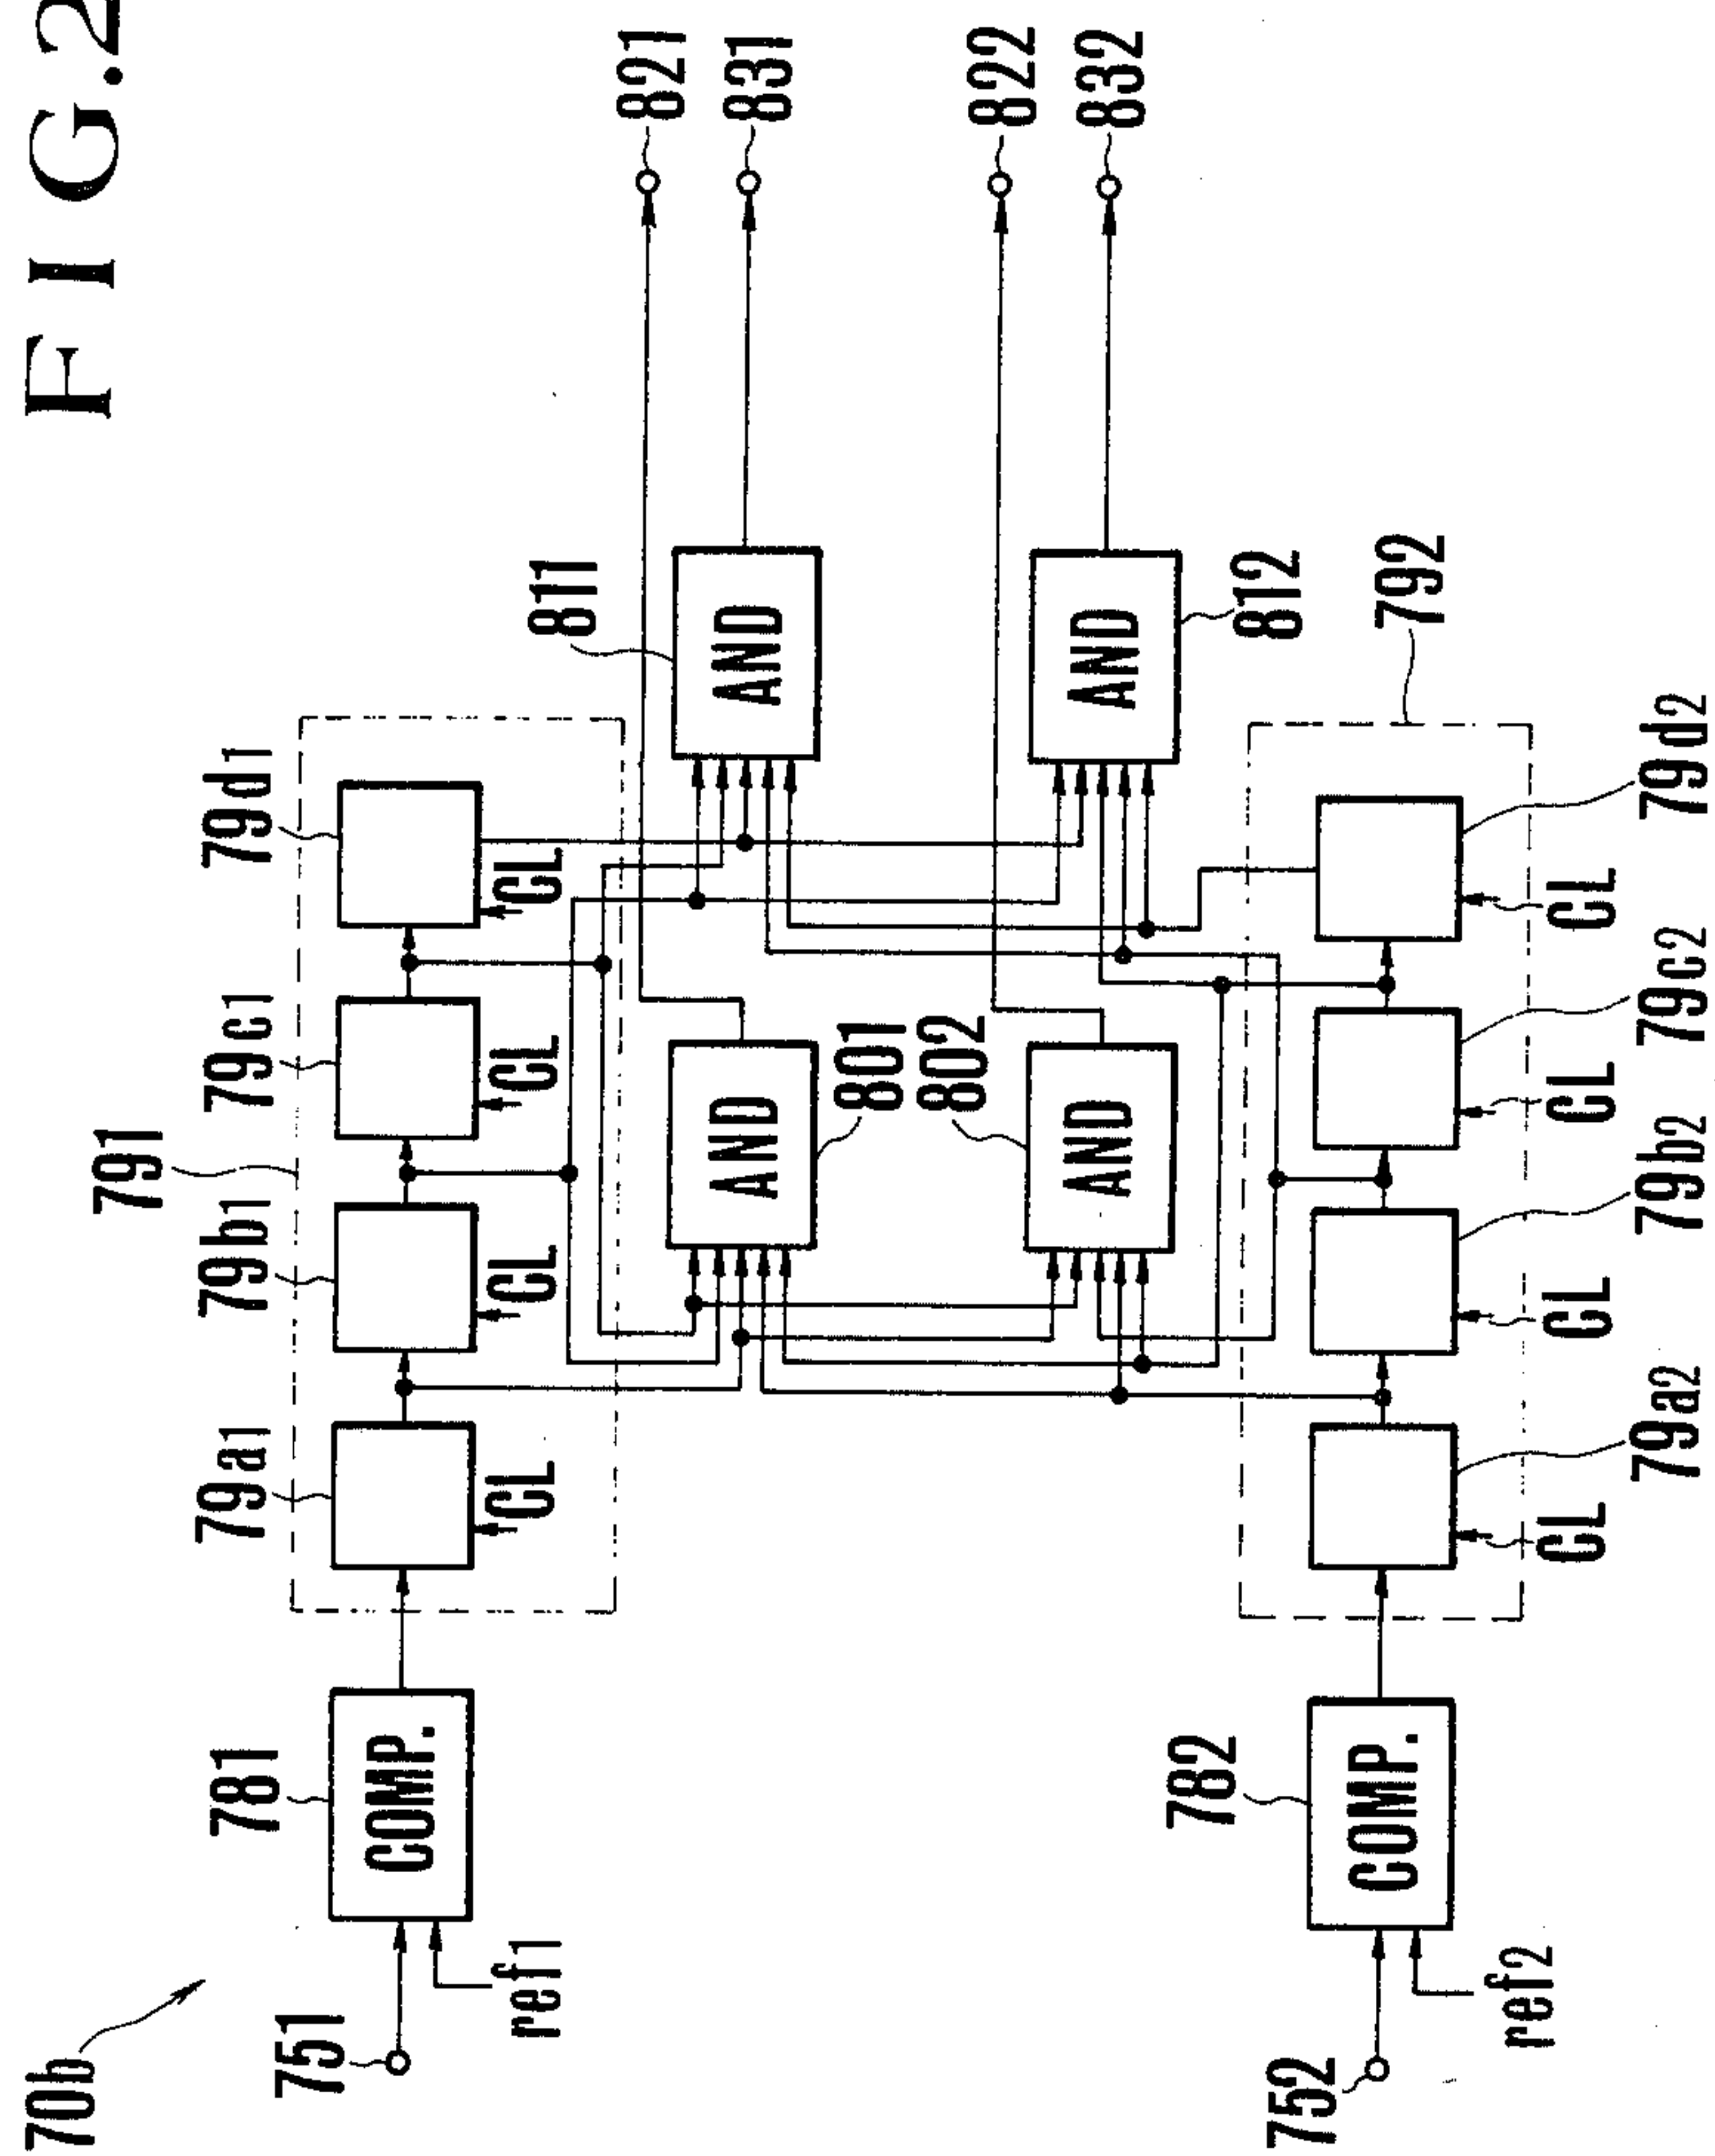 FIG.2
70b
751
ref1
781
COMP.
791
79a1
79b1
79c1
79d1
CL
CL
CL
CL
801
AND
811
AND
821
831
802
AND
812
AND
822
832
752
ref2
782
COMP.
792
79a2
79b2
79c2
79d2
CL
CL
CL
CL